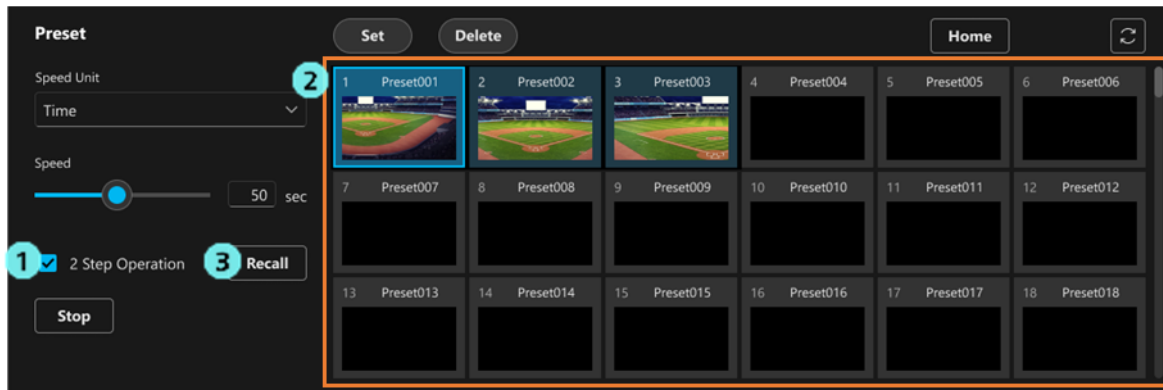 Preset
Set
Delete
Home
Speed Unit
Time
Speed
50 sec
1
2 Step Operation
3
Recall
Stop
2
1 Preset001
2 Preset002
3 Preset003
4 Preset004
5 Preset005
6 Preset006
7 Preset007
8 Preset008
9 Preset009
10 Preset010
11 Preset011
12 Preset012
13 Preset013
14 Preset014
15 Preset015
16 Preset016
17 Preset017
18 Preset018